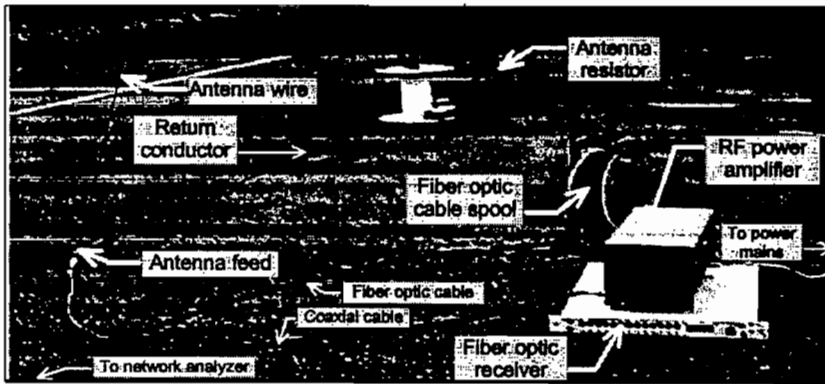 Antenna
resistor
Antenna wire
Return
conductor
RF power
amplifier
Fiber optic
cable spool
To power
mains
Antenna feed
Fiber optic cable
Coaxial cable
Fiber optic
receiver
To network analyzer